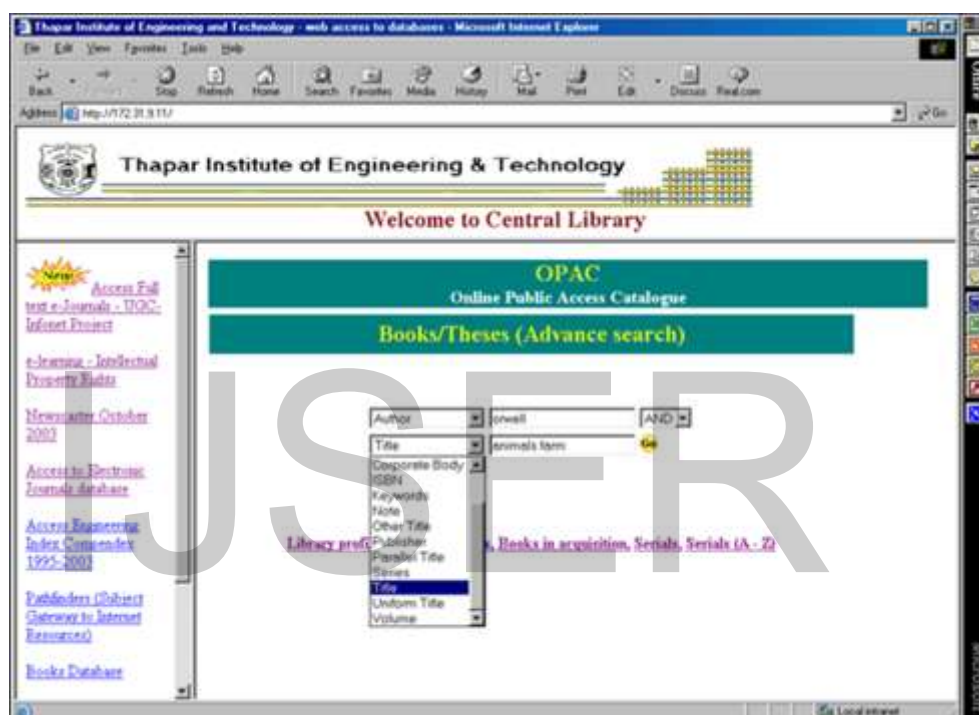 Thapar Institute of Engineering and Technology - web access to databases - Microsoft Internet Explorer
File Edit View Favorites Tools Help
Back Stop Refresh Home Search Favorites Media History Mail Print Edit Discuss Real.com
Address http://172.31.9.11/ Go
Thapar Institute of Engineering & Technology
Welcome to Central Library
New!
Access Full
text e-Journals - UGC-
Infonet Project
e-learning - Intellectual
Property Rights
Newscaster October
2003
Access to Electronic
Journals database
Access Engineering
Index Compendex
1995-2003
Pathfinders (Subject
Gateway to Internet
Resources)
Books Database
OPAC
Online Public Access Catalogue
Books/Theses (Advance search)
Author orwell AND
Title animals farm Go
Corporate Body
ISBN
Keywords
Note
Other Title
Publisher
Parallel Title
Series
Title
Uniform Title
Volume
Library prof
s, Books in acquisition, Serials, Serials (A - Z)
IJSER
Local intranet